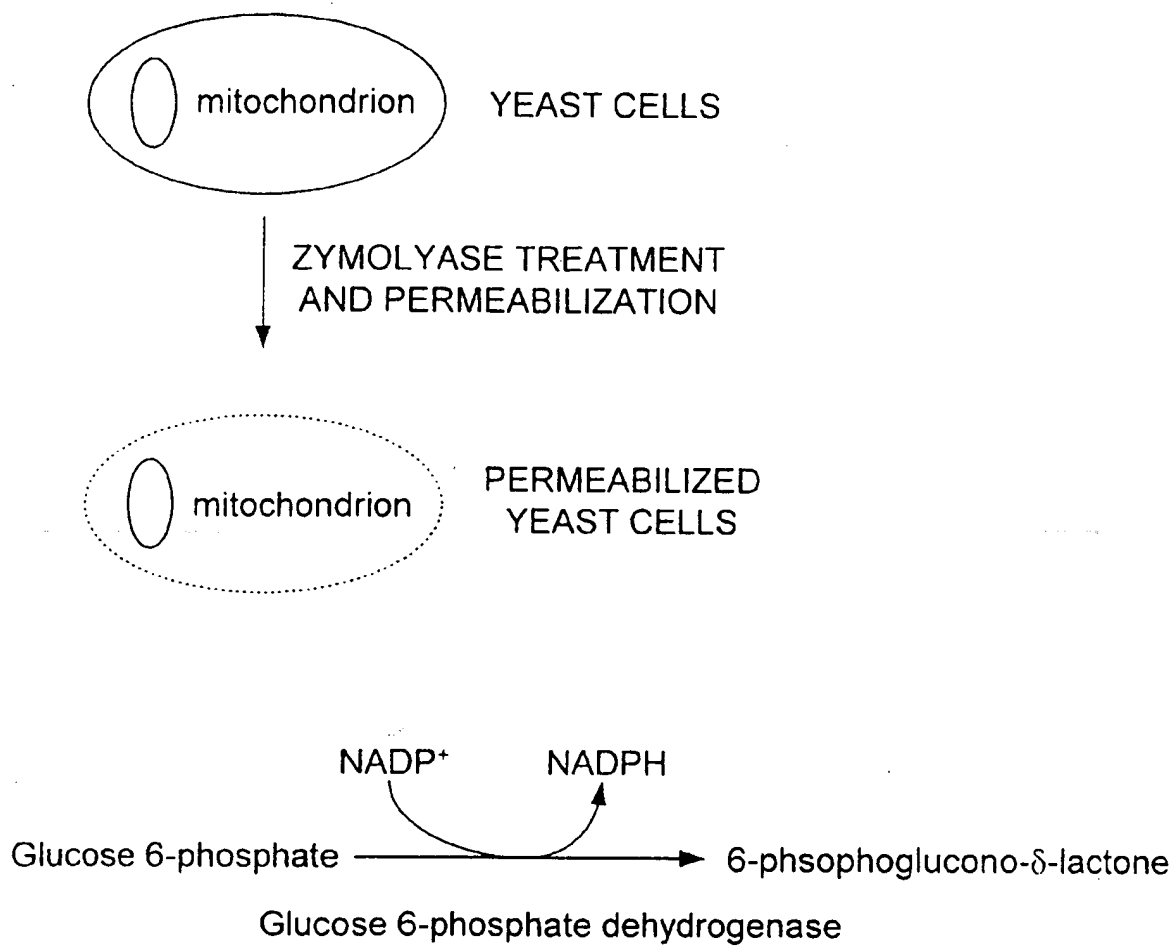 mitochondrion
YEAST CELLS
ZYMOLYASE TREATMENT
AND PERMEABILIZATION
mitochondrion
PERMEABILIZED
YEAST CELLS
NADP⁺
NADPH
Glucose 6-phosphate
6-phsophoglucono-δ-lactone
Glucose 6-phosphate dehydrogenase